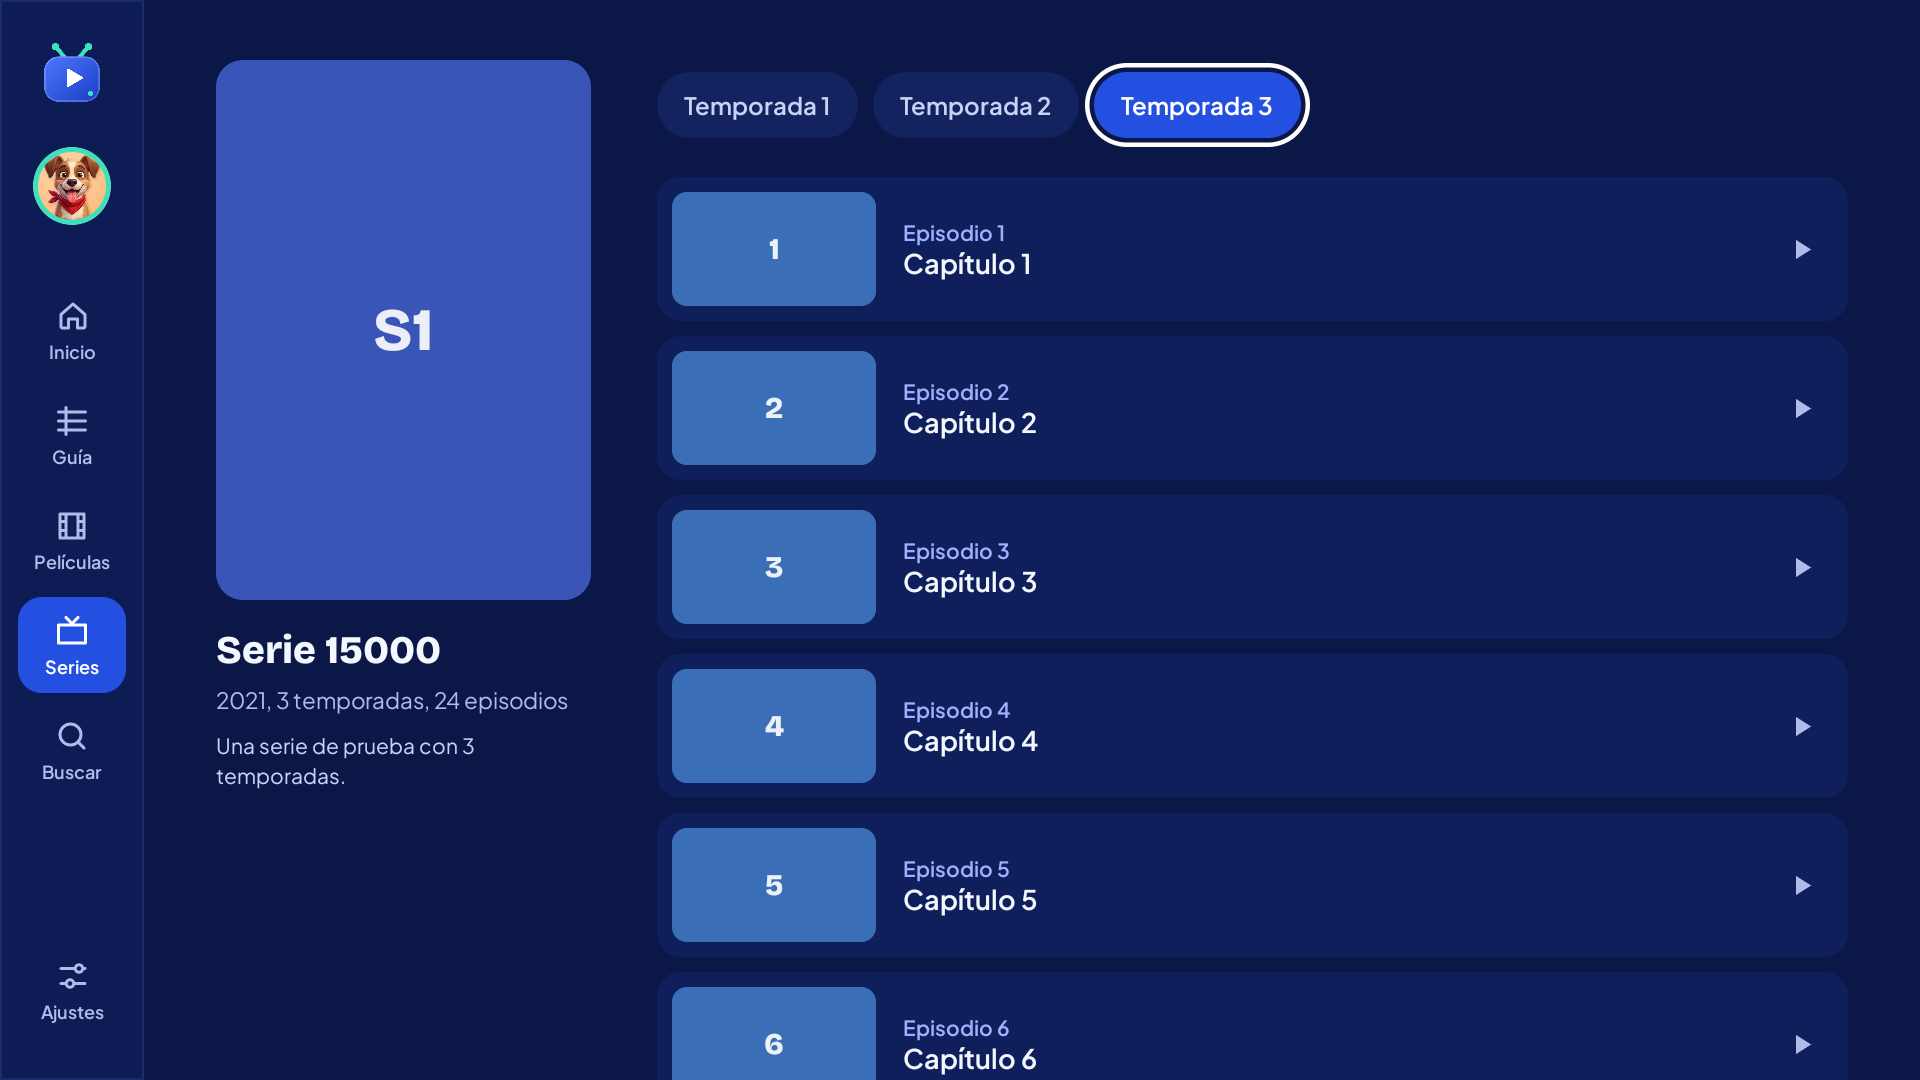 Inicio
Guía
Películas
Series
Buscar
Ajustes
S1
Serie 15000
2021, 3 temporadas, 24 episodios
Una serie de prueba con 3
temporadas.
Temporada 1
Temporada 2
Temporada 3
1
Episodio 1
Capítulo 1
2
Episodio 2
Capítulo 2
3
Episodio 3
Capítulo 3
4
Episodio 4
Capítulo 4
5
Episodio 5
Capítulo 5
6
Episodio 6
Capítulo 6